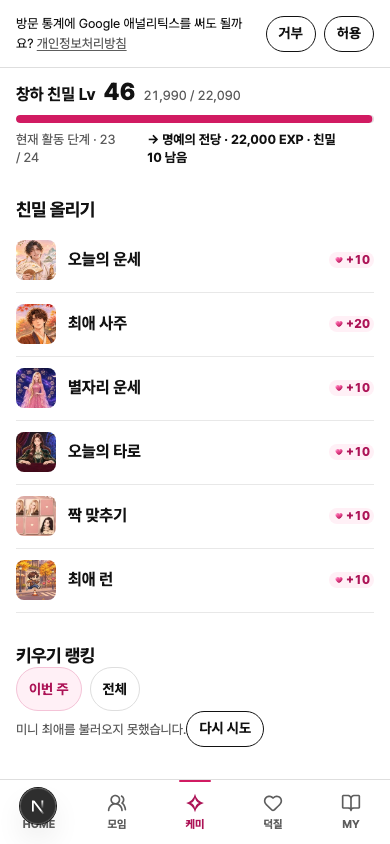 방문 통계에 Google 애널리틱스를 써도 될까
요? 개인정보처리방침
거부
허용
창하 친밀 Lv 46 21,990 / 22,090
현재 활동 단계 · 23
/ 24
→ 명예의 전당 · 22,000 EXP · 친밀
10 남음
친밀 올리기
오늘의 운세
+10
최애 사주
+20
별자리 운세
+10
오늘의 타로
+10
짝 맞추기
+10
최애 런
+10
키우기 랭킹
이번 주
전체
미니 최애를 불러오지 못했습니다.
다시 시도
N
HOME
모임
케미
덕질
MY